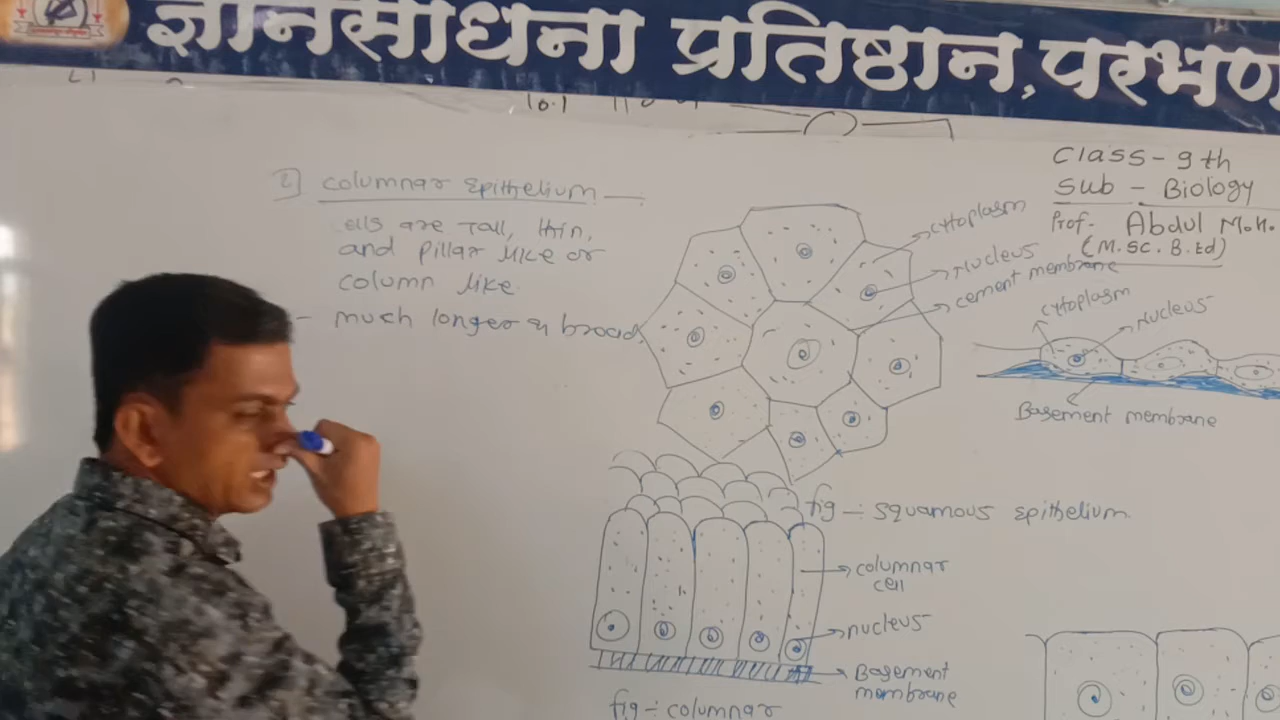 ज्ञानसाधना प्रतिष्ठान, परभण
Class - 9th
Sub - Biology
Prof. Abdul M.H.
(M.SC. B.Ed)
2] columnar Epithelium
ells are Tall, thin,
and pillar like or
column like
- much longer & broad
cytoplasm
nucleus
cement membrane
cytoplasm
nucleus
Basement membrane
fig - squamous epithelium
columnar
cell
nucleus
Basement
membrane
fig - columnar